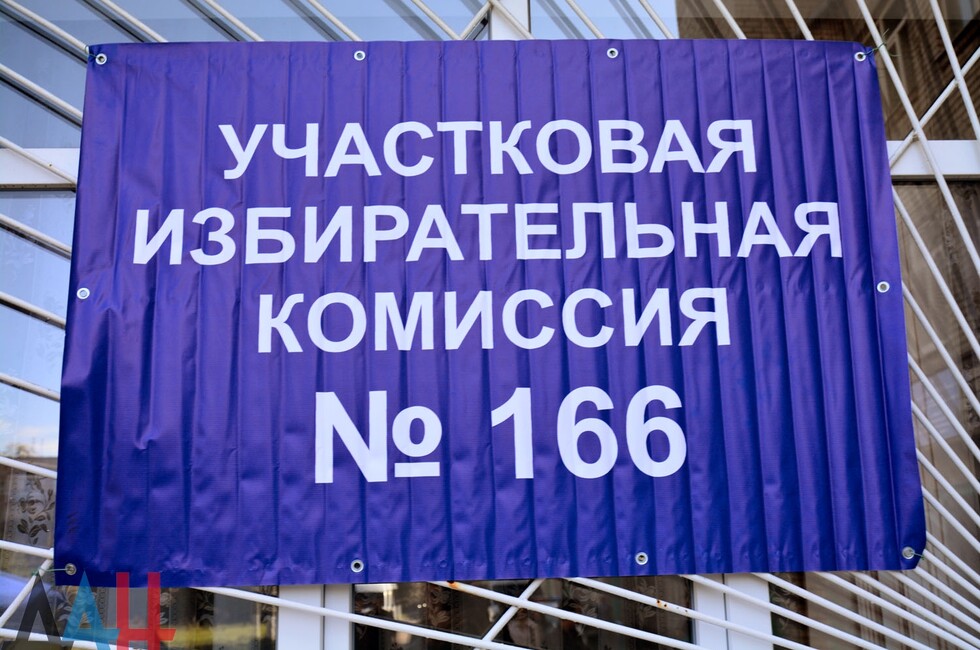 УЧАСТКОВАЯ
ИЗБИРАТЕЛЬНАЯ
КОМИССИЯ
№ 166
ДАН